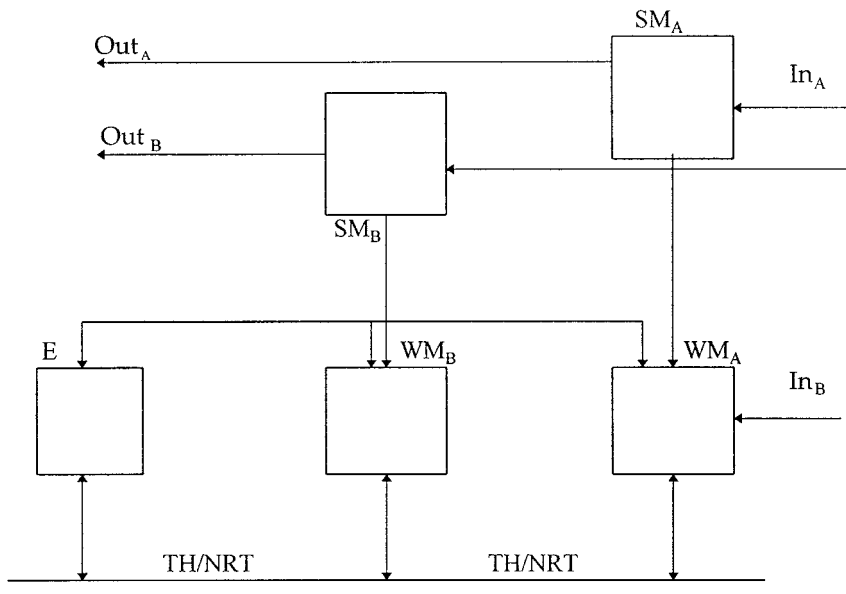 SM_A
Out_A
In_A
Out_B
SM_B
E
WM_B
WM_A
In_B
TH/NRT
TH/NRT